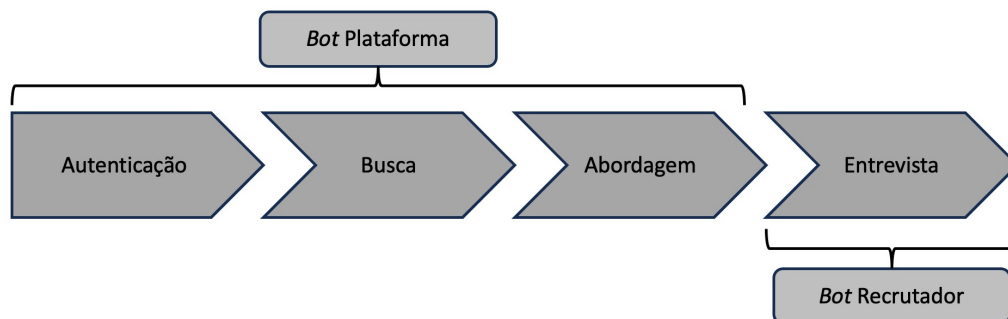 Bot Plataforma
Autenticação
Busca
Abordagem
Entrevista
Bot Recrutador